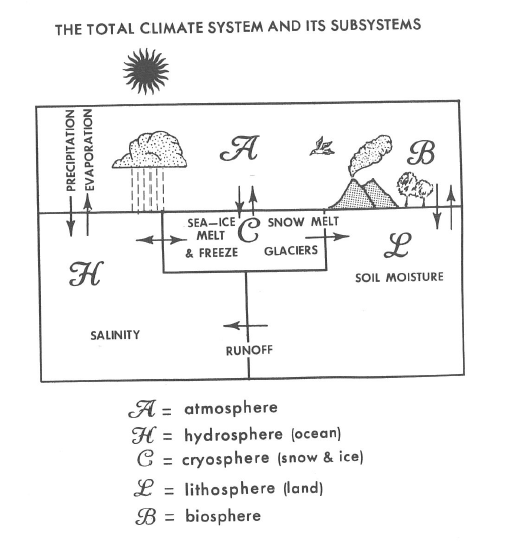 THE TOTAL CLIMATE SYSTEM AND ITS SUBSYSTEMS
PRECIPITATION
EVAPORATION
A
B
SEA-ICE
MELT
& FREEZE
C
SNOW MELT
GLACIERS
H
L
SOIL MOISTURE
SALINITY
RUNOFF
A = atmosphere
H = hydrosphere (ocean)
C = cryosphere (snow & ice)
L = lithosphere (land)
B = biosphere